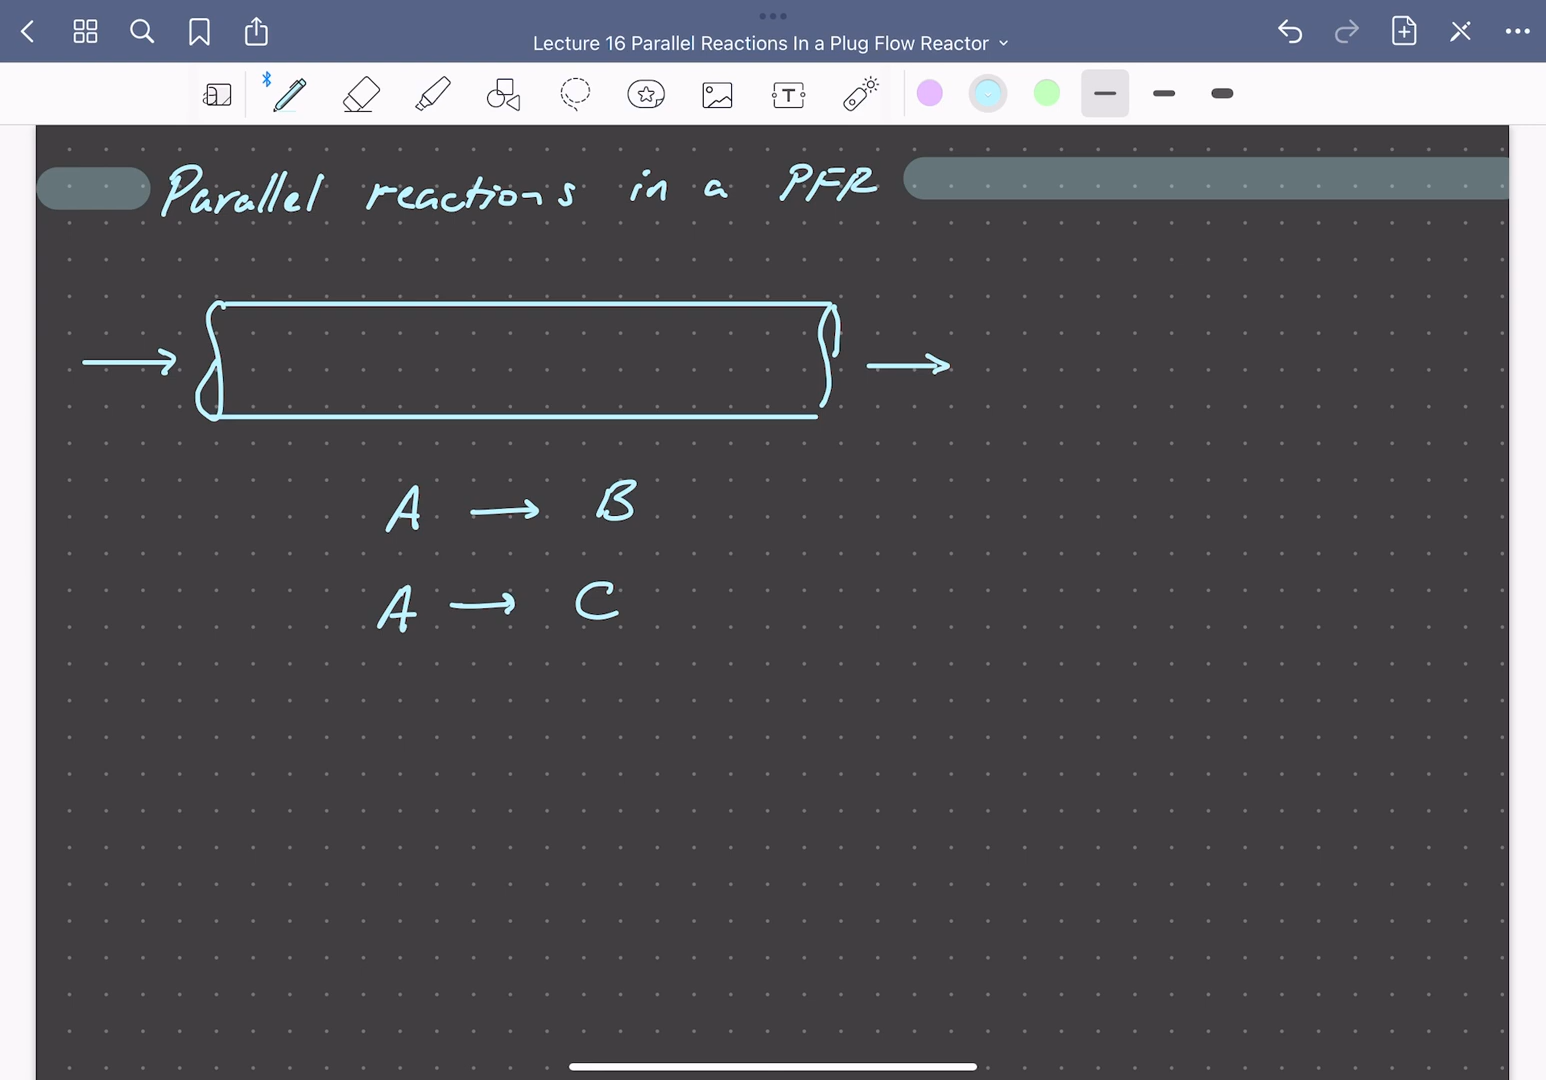 Lecture 16 Parallel Reactions In a Plug Flow Reactor
T
Parallel reactions in a PFR
A → B
A → C